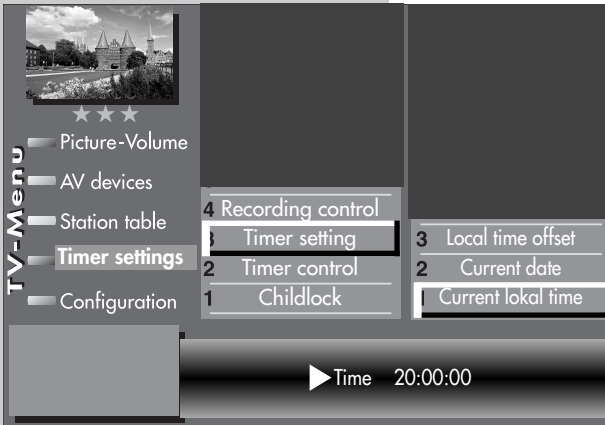 TV-Menu
Picture-Volume
AV devices
Station table
Timer settings
Configuration
4 Recording control
3 Timer setting
2 Timer control
1 Childlock
3 Local time offset
2 Current date
1 Current lokal time
Time 20:00:00